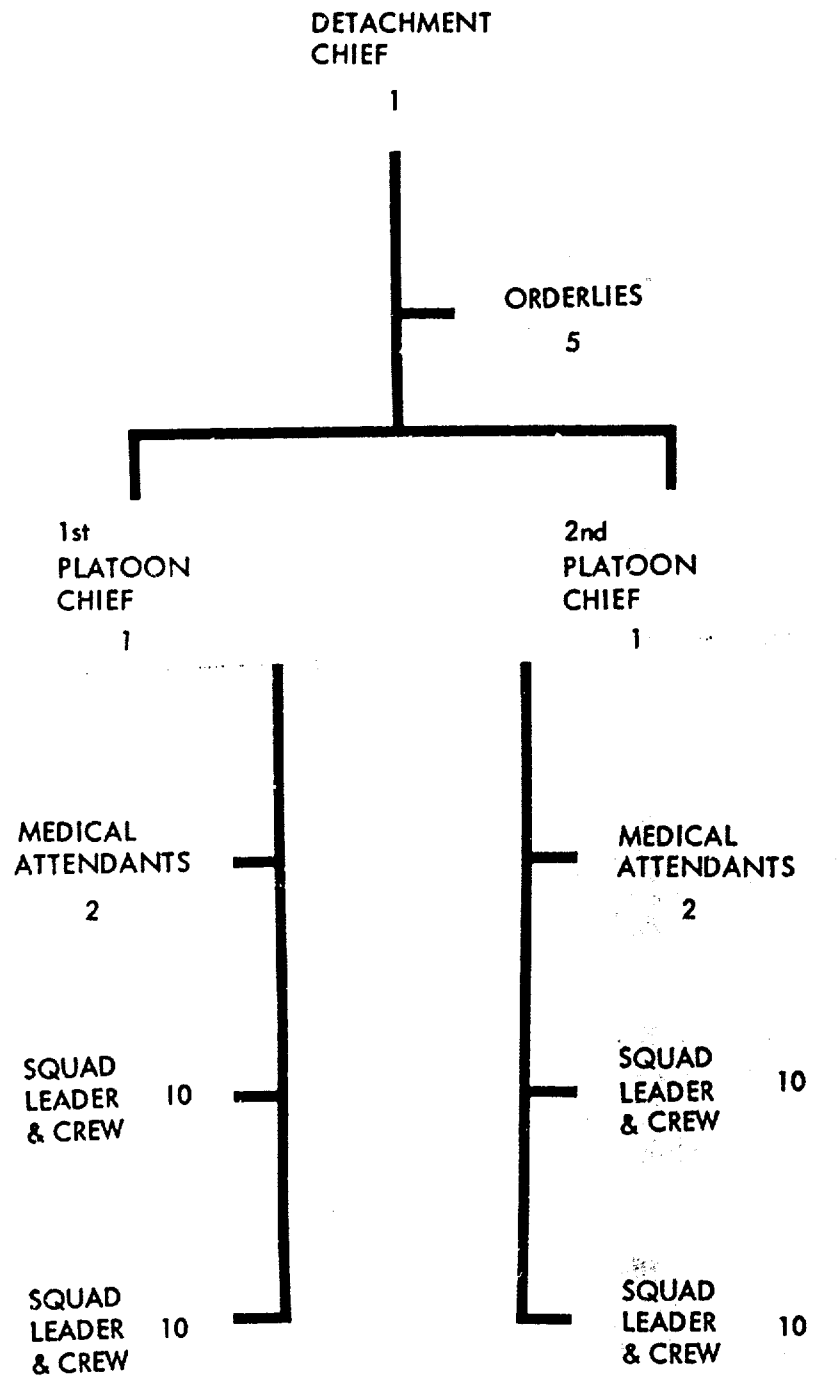 DETACHMENT
CHIEF
1
ORDERLIES
5
1st
PLATOON
CHIEF
1
2nd
PLATOON
CHIEF
1
MEDICAL
ATTENDANTS
2
MEDICAL
ATTENDANTS
2
SQUAD
LEADER 10
& CREW
SQUAD
LEADER 10
& CREW
SQUAD
LEADER 10
& CREW
SQUAD
LEADER 10
& CREW